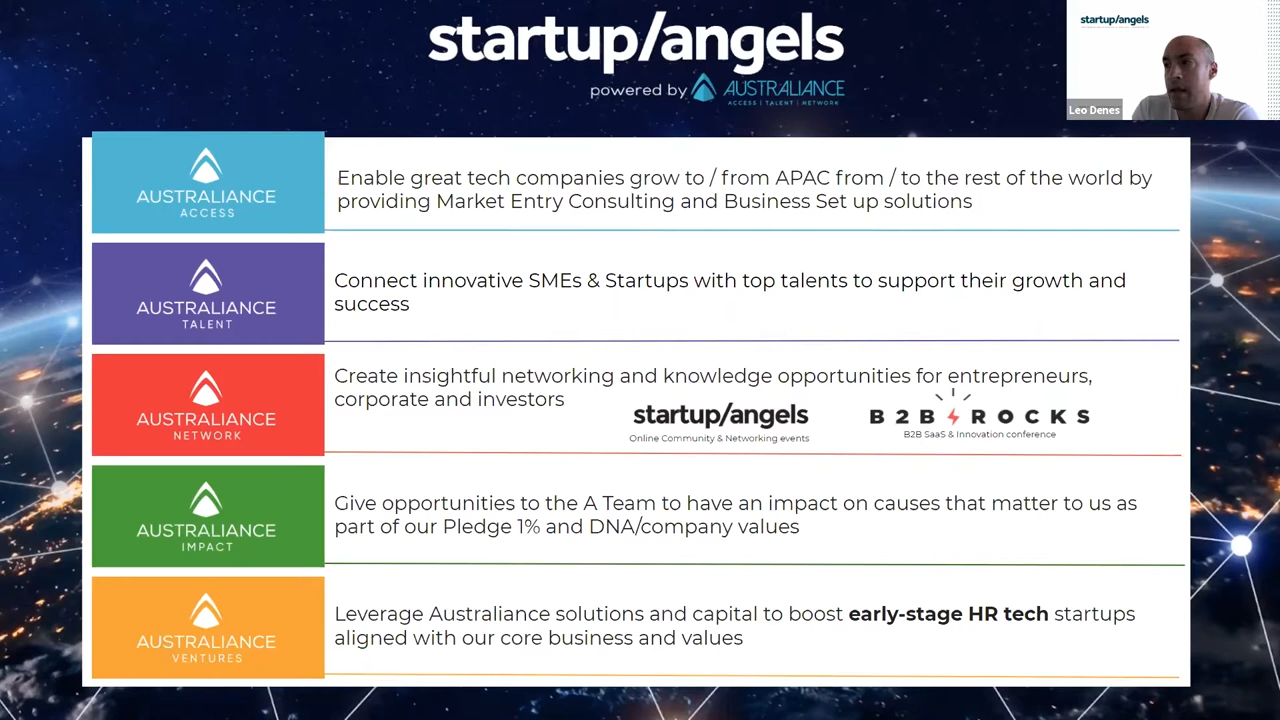 startup/angels
powered by AUSTRALIANCE
ACCESS | TALENT | NETWORK
startup/angels
Leo Denes
AUSTRALIANCE
ACCESS
Enable great tech companies grow to / from APAC from / to the rest of the world by
providing Market Entry Consulting and Business Set up solutions
AUSTRALIANCE
TALENT
Connect innovative SMEs & Startups with top talents to support their growth and
success
AUSTRALIANCE
NETWORK
Create insightful networking and knowledge opportunities for entrepreneurs,
corporate and investors
startup/angels
Online Community & Networking events
B2B ROCKS
B2B SaaS & Innovation conference
AUSTRALIANCE
IMPACT
Give opportunities to the A Team to have an impact on causes that matter to us as
part of our Pledge 1% and DNA/company values
AUSTRALIANCE
VENTURES
Leverage Australiance solutions and capital to boost early-stage HR tech startups
aligned with our core business and values